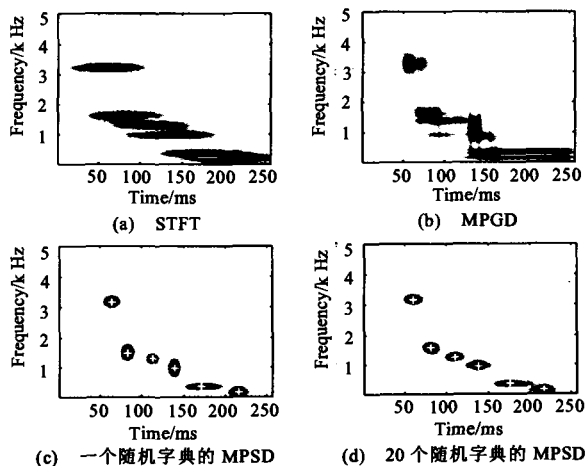 Frequency/k Hz
5
4
3
2
1
50 100 150 200 250
Time/ms
(a) STFT
Frequency/k Hz
5
4
3
2
1
50 100 150 200 250
Time/ms
(b) MPGD
Frequency/k Hz
5
4
3
2
1
50 100 150 200 250
Time/ms
(c) 一个随机字典的 MPSD
Frequency/k Hz
5
4
3
2
1
50 100 150 200 250
Time/ms
(d) 20 个随机字典的 MPSD